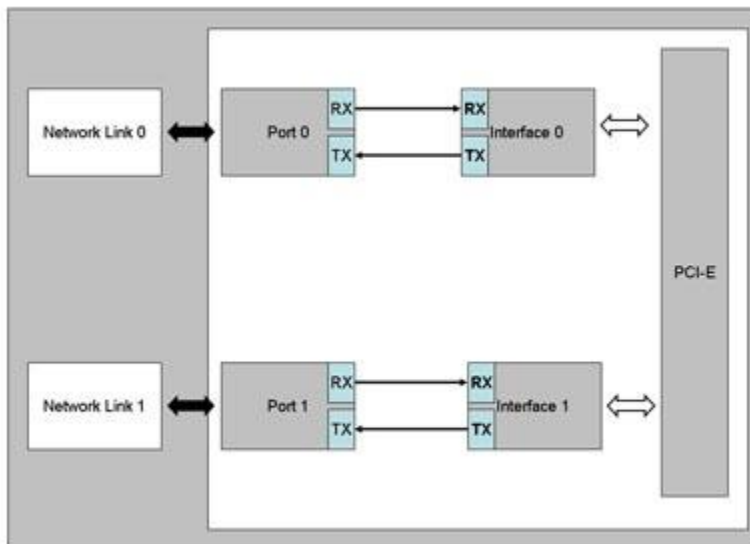 Network Link 0
Port 0
RX
TX
RX
TX
Interface 0
PCI-E
Network Link 1
Port 1
RX
TX
RX
TX
Interface 1